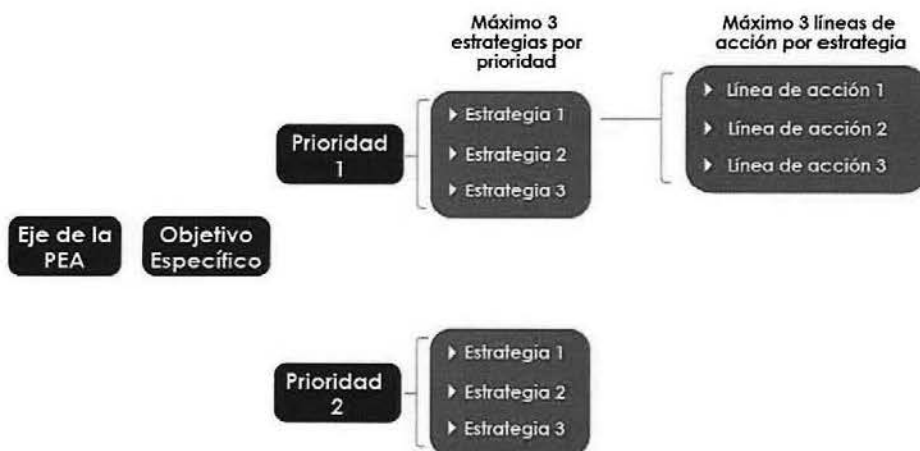 Máximo 3
estrategias por
prioridad
Máximo 3 líneas de
acción por estrategia
Prioridad
1
Estrategia 1
Estrategia 2
Estrategia 3
Línea de acción 1
Línea de acción 2
Línea de acción 3
Eje de la
PEA
Objetivo
Específico
Prioridad
2
Estrategia 1
Estrategia 2
Estrategia 3